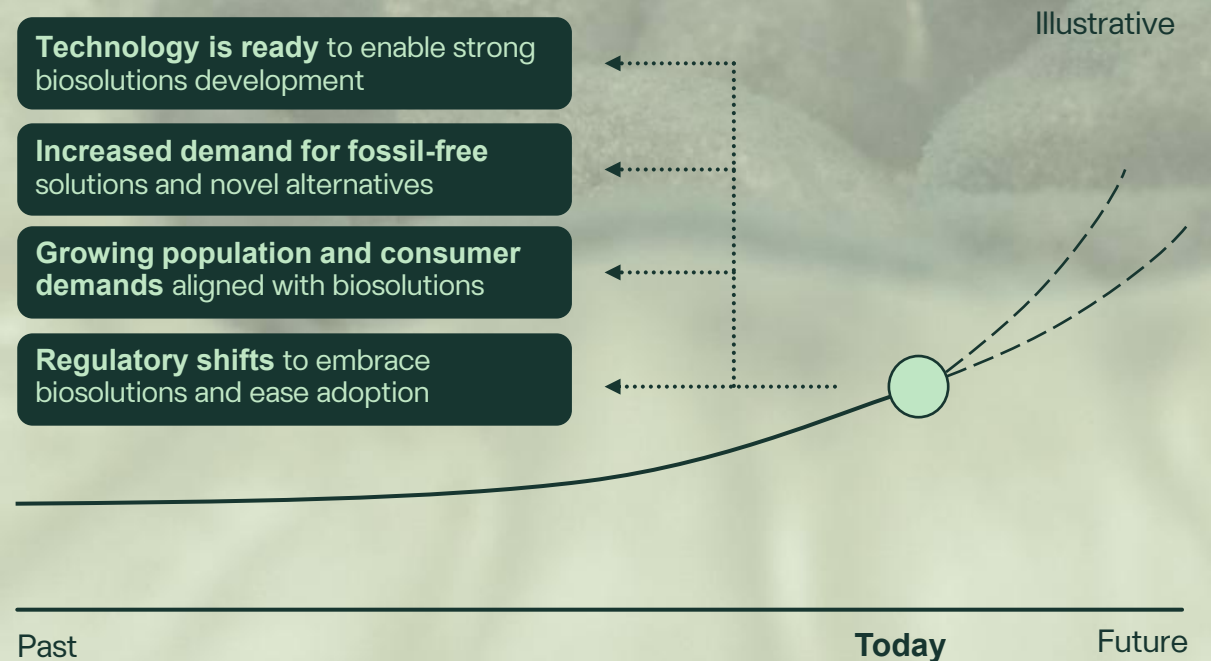 Illustrative
Technology is ready to enable strong
biosolutions development
Increased demand for fossil-free
solutions and novel alternatives
Growing population and consumer
demands aligned with biosolutions
Regulatory shifts to embrace
biosolutions and ease adoption
Past
Today
Future